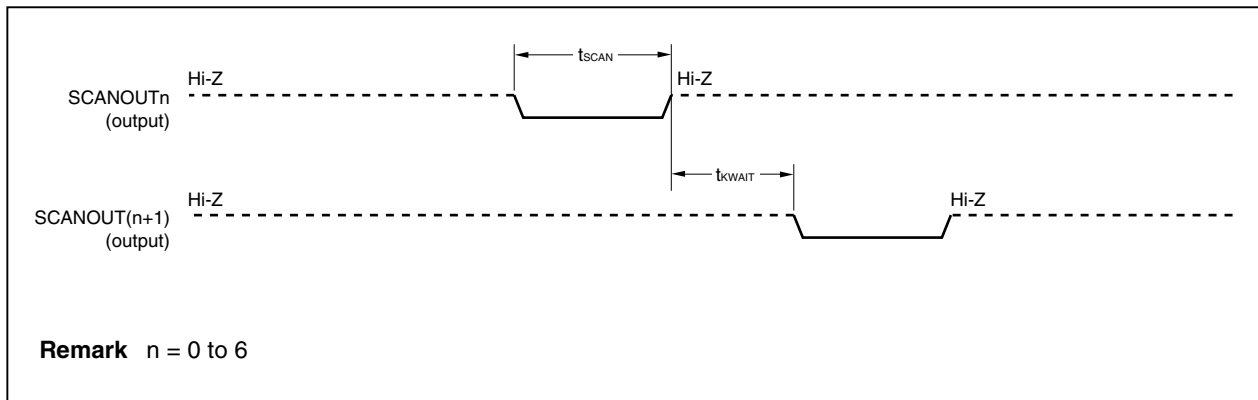 tSCAN
Hi-Z
Hi-Z
SCANOUTn
(output)
tKWAIT
Hi-Z
Hi-Z
SCANOUT(n+1)
(output)
Remark n = 0 to 6